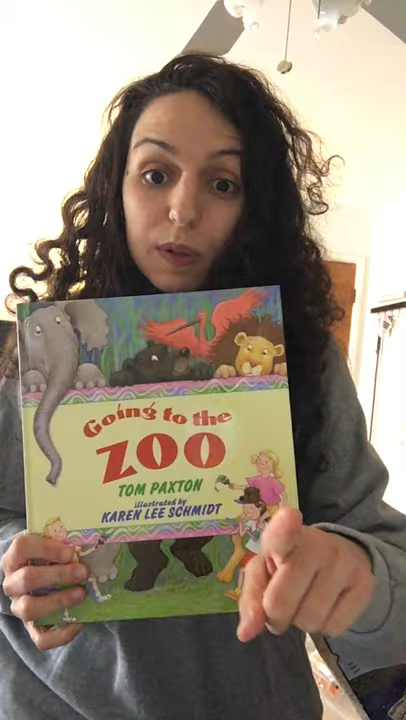 Going to the
ZOO
TOM PAXTON
illustrated by
KAREN LEE SCHMIDT